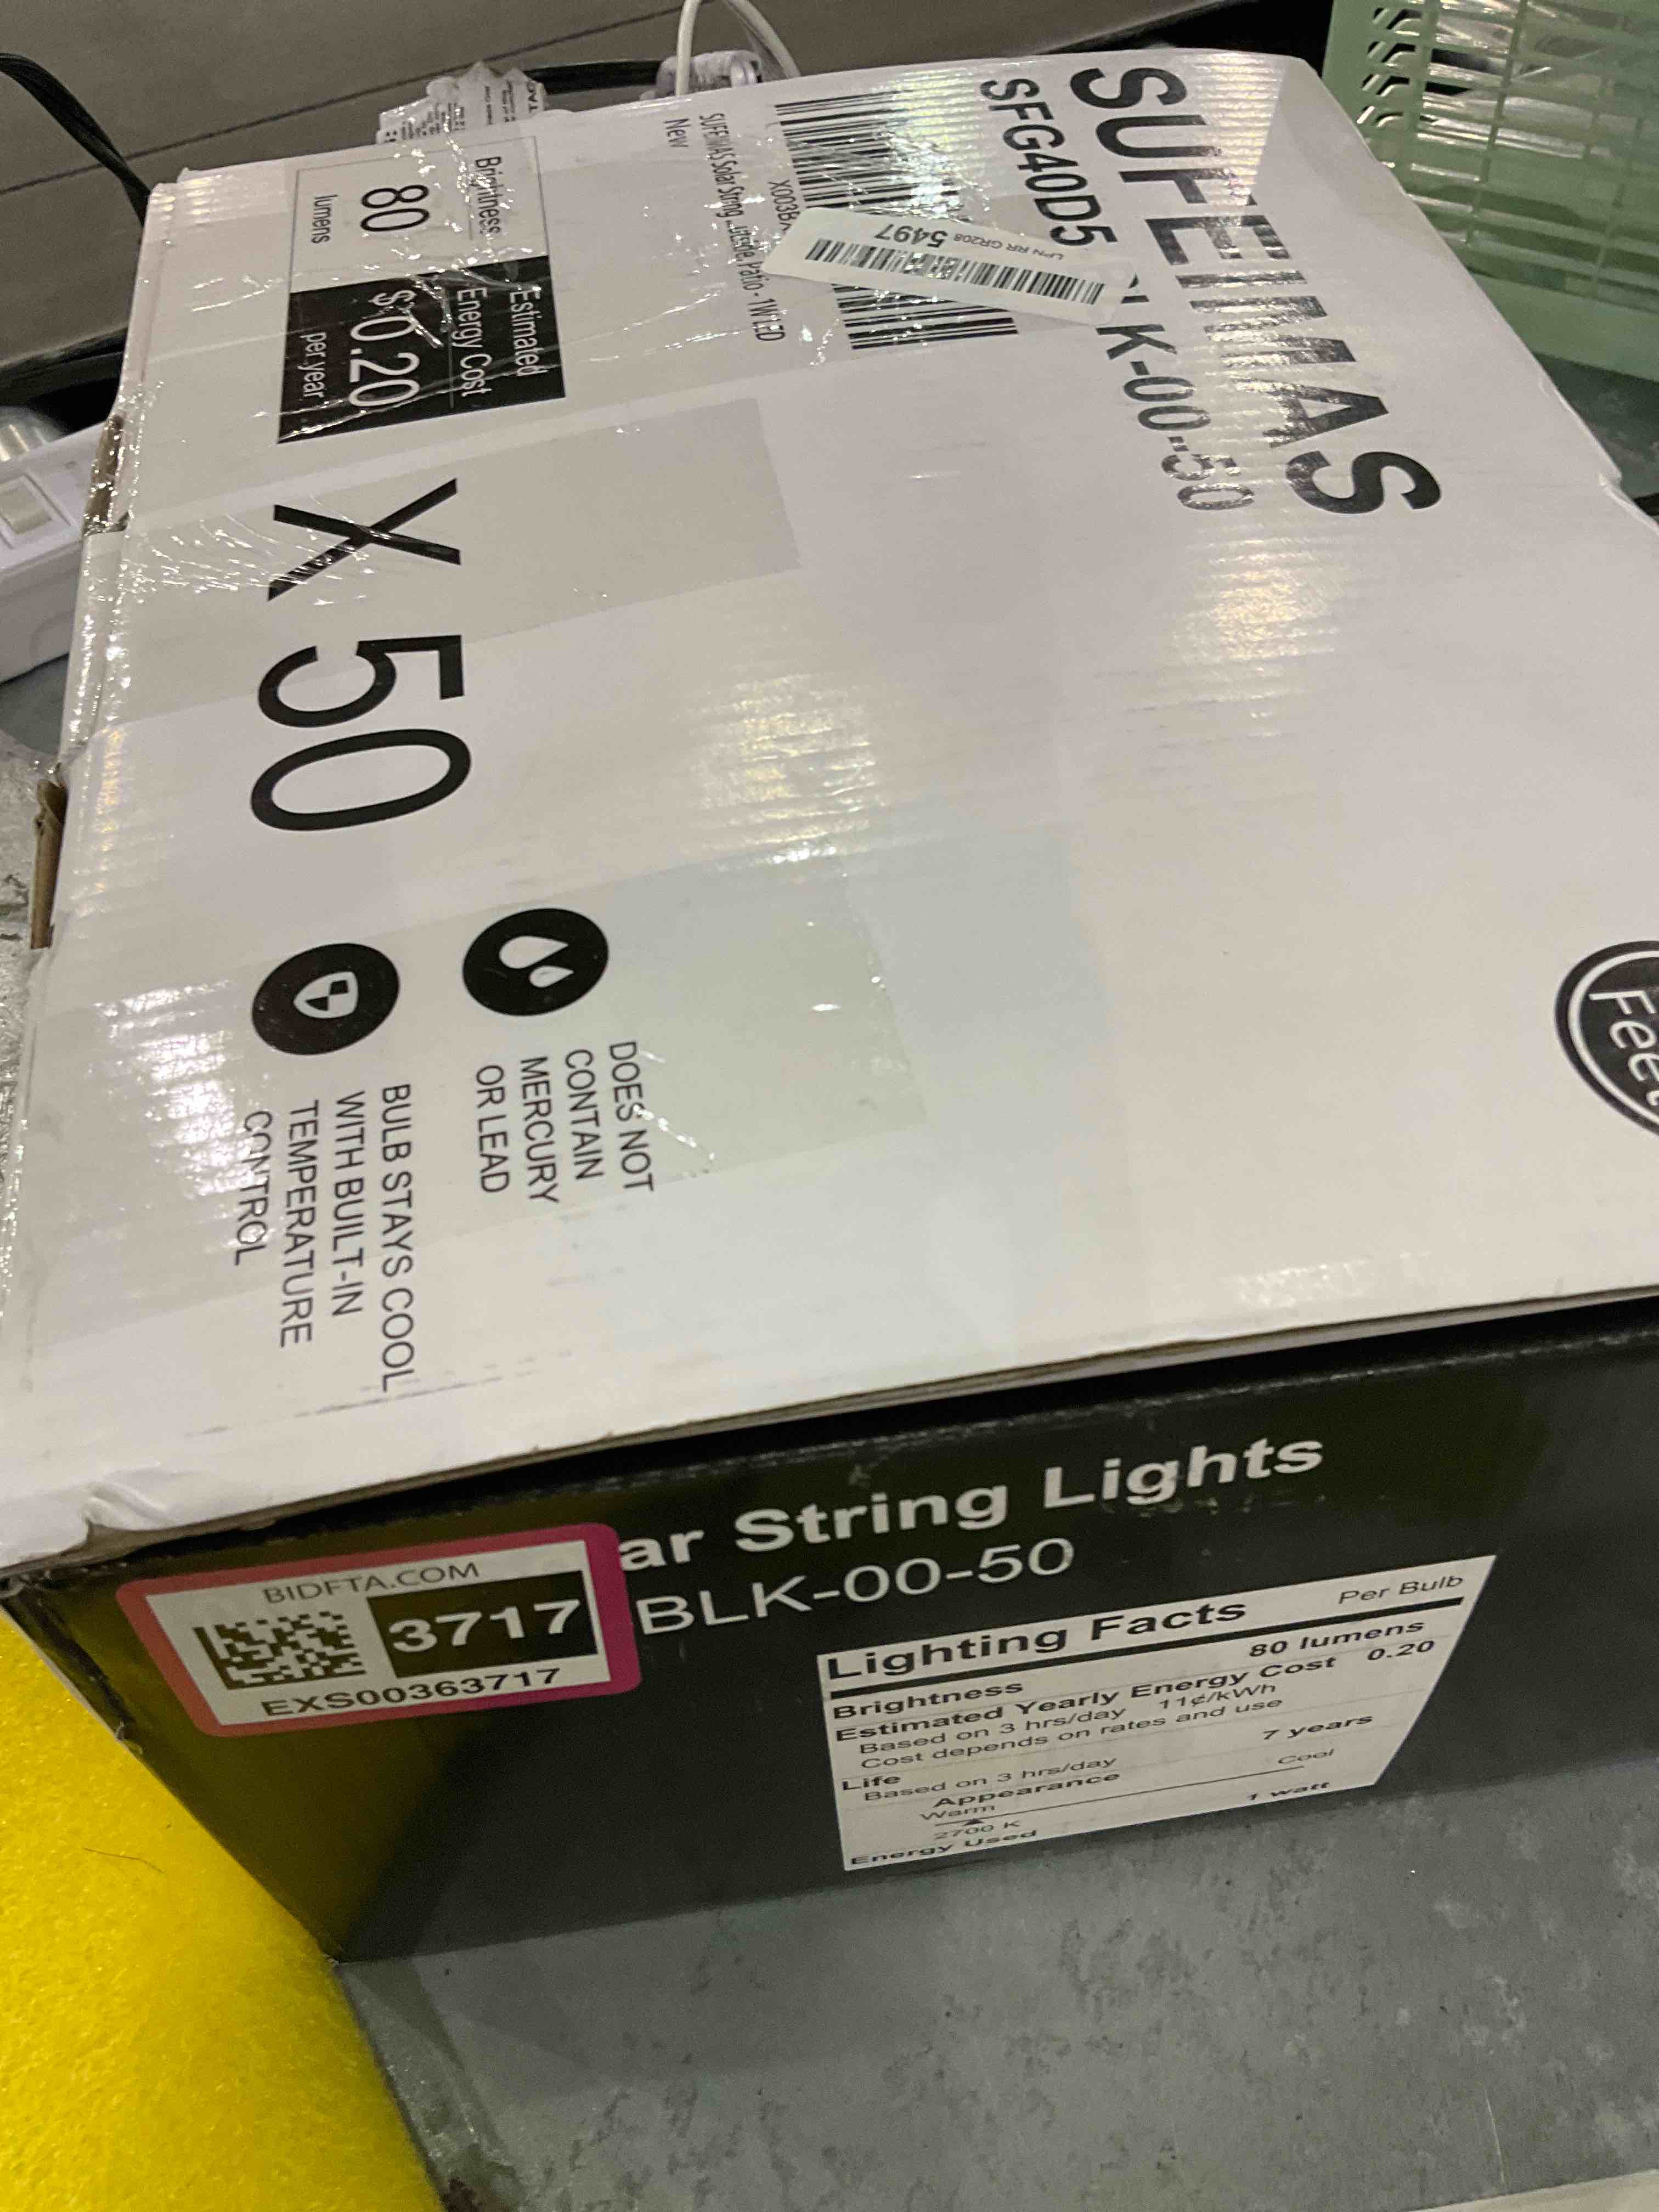 SUFEIMAS
SFG40D5 BLK-00-50
LPN RR GR208 5497
X003B
SUFEIMAS Solar String ...utside, Patio - 1W LED
New
Brightness
80
lumens
Estimated
Energy Cost
$0.20
per year
X 50
DOES NOT
CONTAIN
MERCURY
OR LEAD
BULB STAYS COOL
WITH BUILT-IN
TEMPERATURE
CONTROL
Feet
ar String Lights
BLK-00-50
BIDFTA.COM
3717
EXS00363717
Lighting Facts Per Bulb
Brightness 80 lumens
Estimated Yearly Energy Cost 0.20
Based on 3 hrs/day 11¢/kWh
Cost depends on rates and use
Life 7 years
Based on 3 hrs/day
Appearance
Warm Cool
2700 K
Energy Used 1 watt